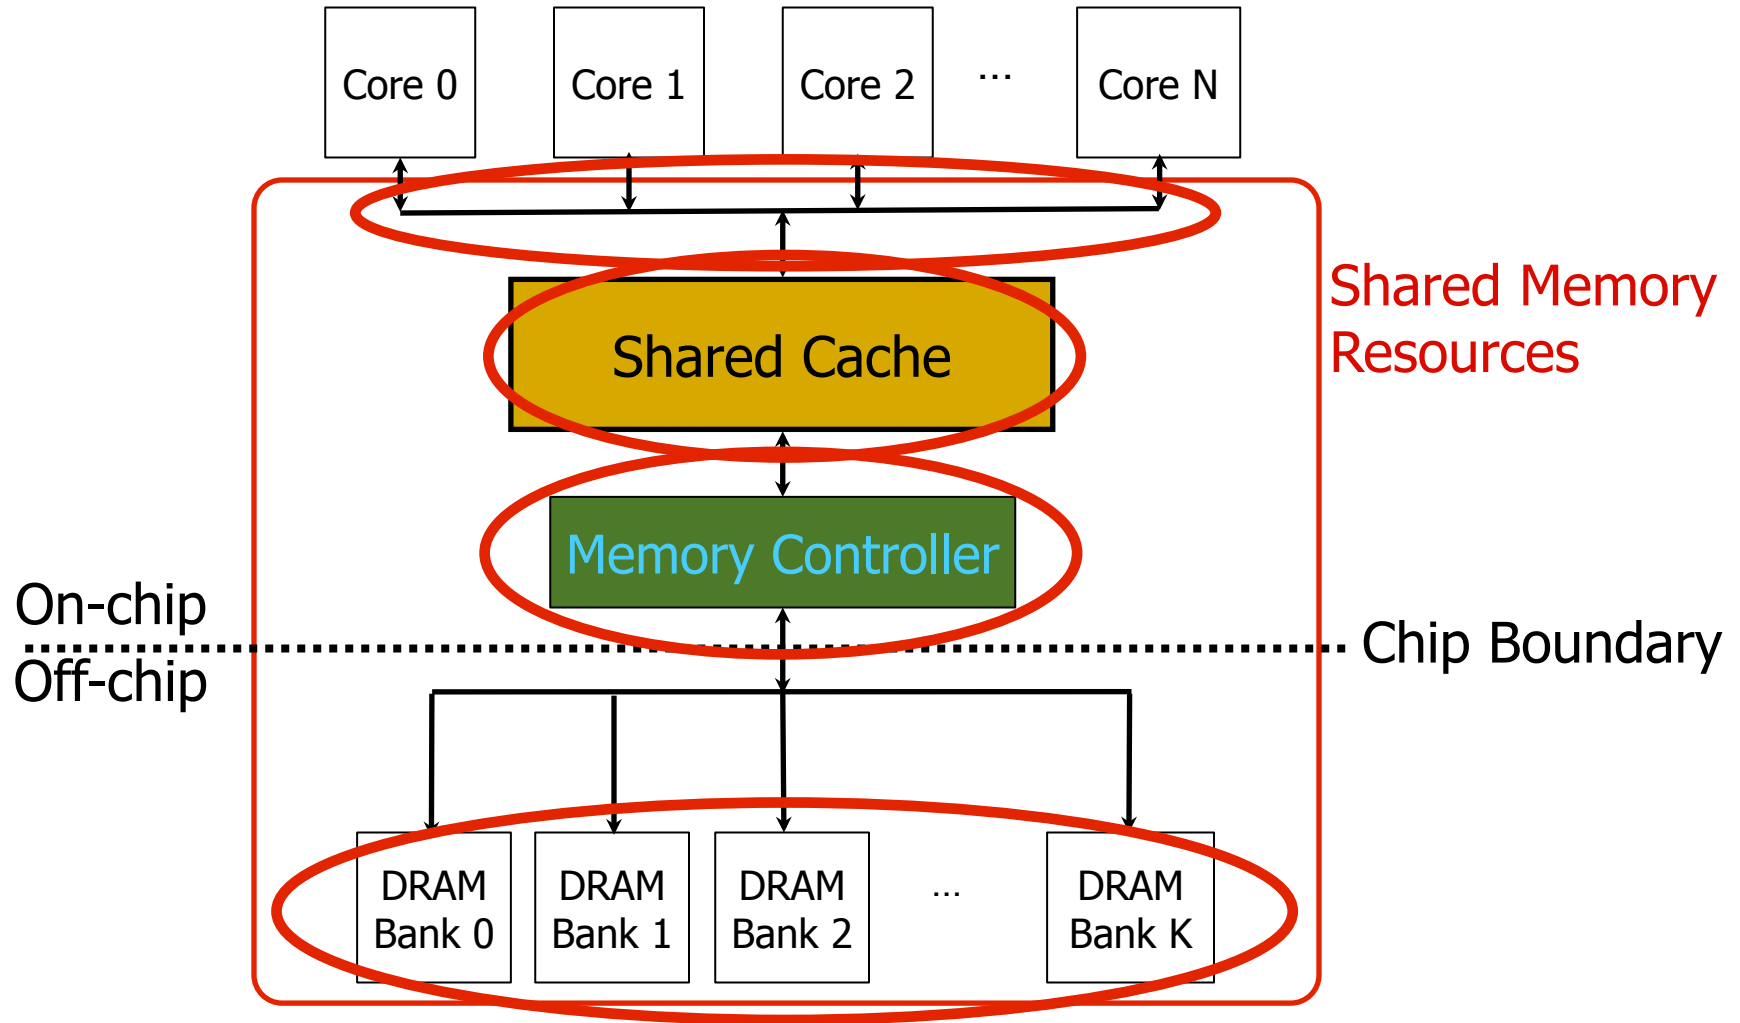 Core 0
Core 1
Core 2
...
Core N
Shared Memory
Resources
Shared Cache
Memory Controller
On-chip
Off-chip
Chip Boundary
DRAM
Bank 0
DRAM
Bank 1
DRAM
Bank 2
...
DRAM
Bank K